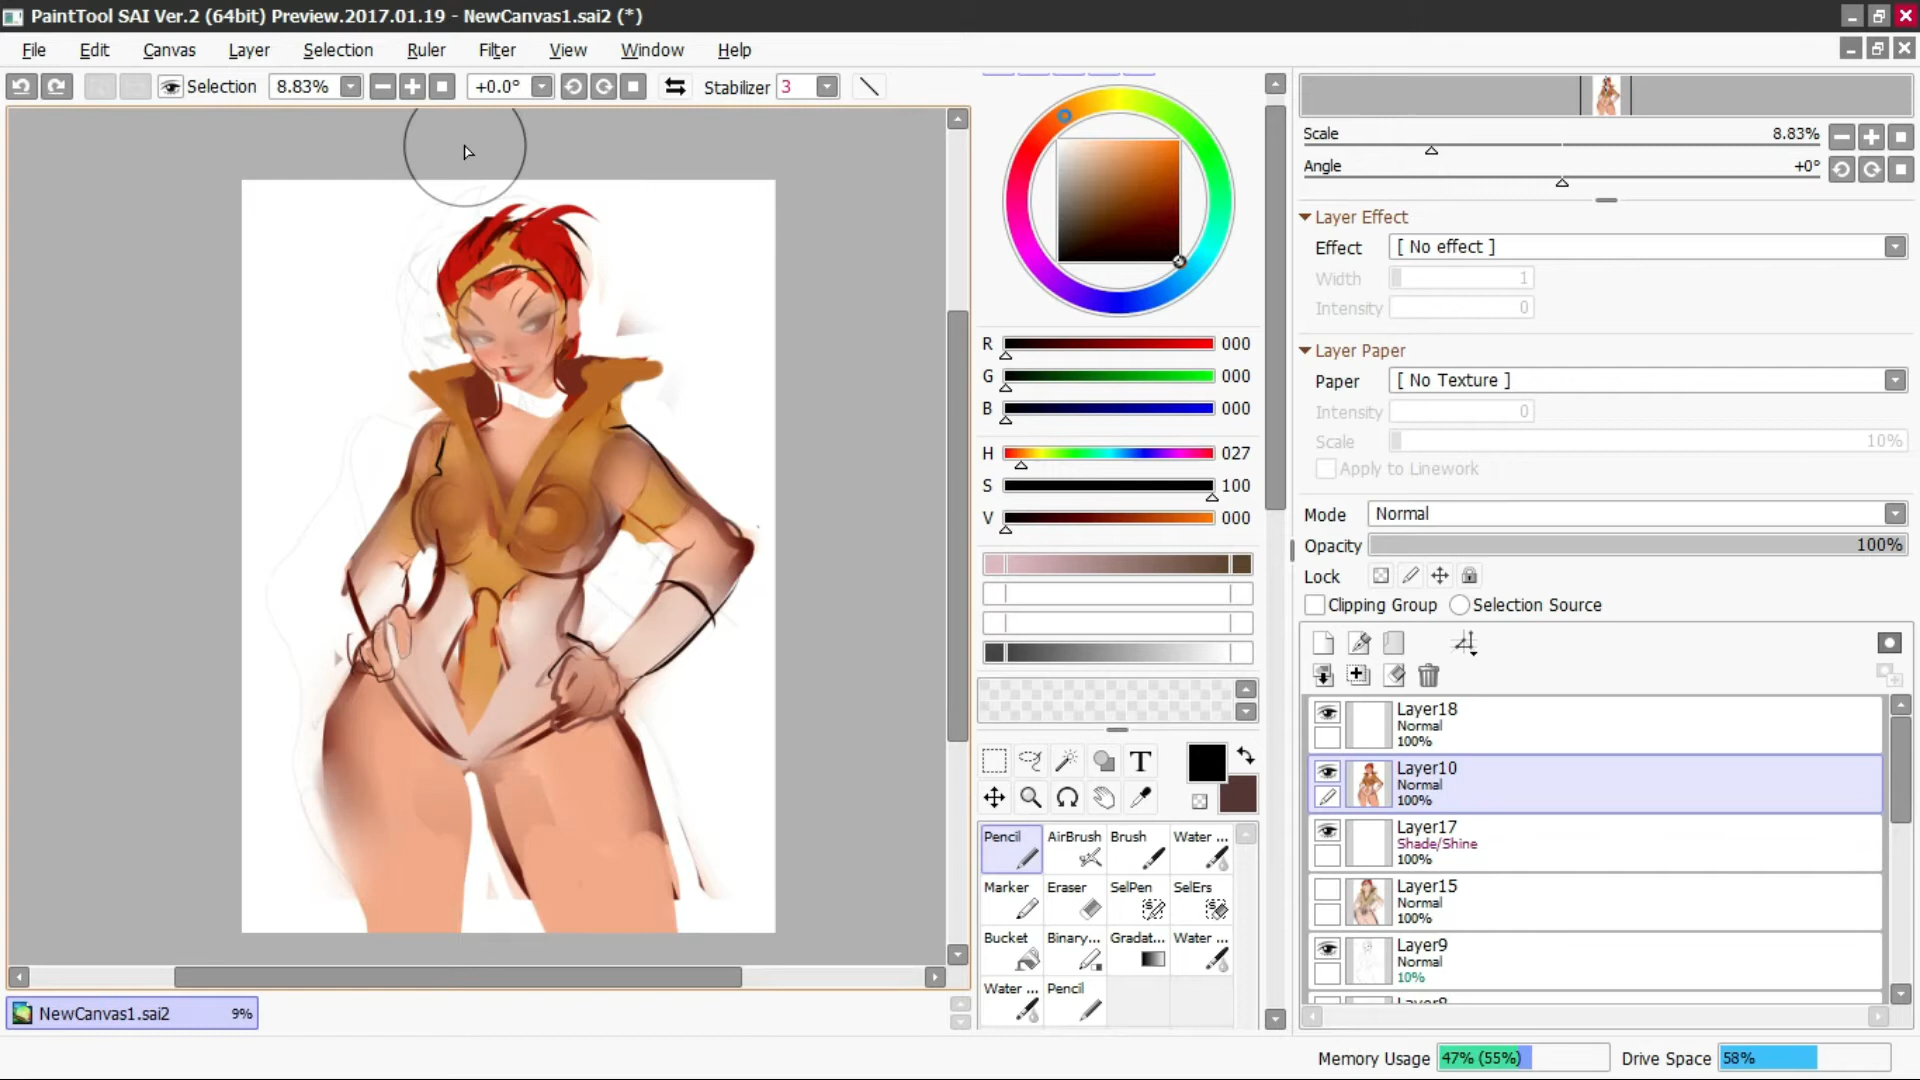 PaintTool SAI Ver.2 (64bit) Preview.2017.01.19 - NewCanvas1.sai2 (*)
File Edit Canvas Layer Selection Ruler Filter View Window Help
Selection 8.83% +0.0° Stabilizer 3
Scale 8.83%
Angle +0°
Layer Effect
Effect [ No effect ]
Width 1
Intensity 0
Layer Paper
Paper [ No Texture ]
Intensity 0
Scale 10%
Apply to Linework
Mode Normal
Opacity 100%
Lock
Clipping Group Selection Source
R 000
G 000
B 000
H 027
S 100
V 000
T
Pencil AirBrush Brush Water ...
Marker Eraser SelPen SelErs
Bucket Binary... Gradat... Water ...
Water ... Pencil
Layer18
Normal
100%
Layer10
Normal
100%
Layer17
Shade/Shine
100%
Layer15
Normal
100%
Layer9
Normal
10%
NewCanvas1.sai2 9%
Memory Usage 47% (55%) Drive Space 58%